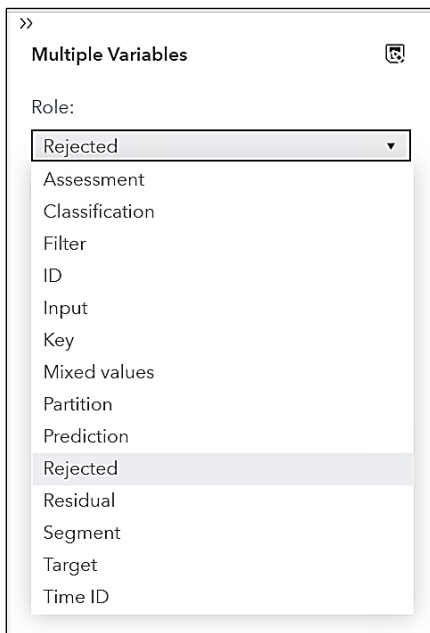 Multiple Variables
Role:
Rejected
Assessment
Classification
Filter
ID
Input
Key
Mixed values
Partition
Prediction
Rejected
Residual
Segment
Target
Time ID